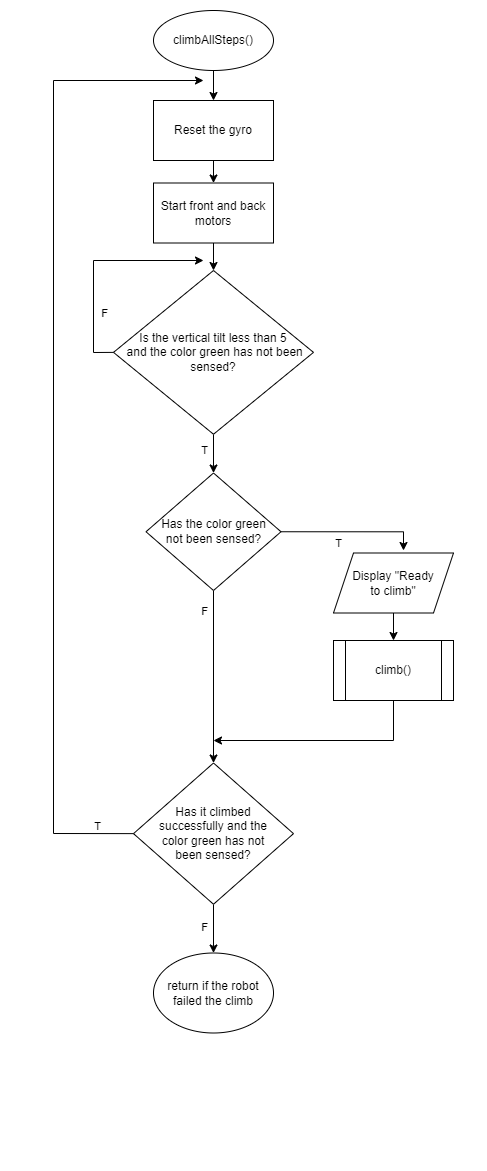 climbAllSteps()
Reset the gyro
Start front and back
motors
F
Is the vertical tilt less than 5
and the color green has not been
sensed?
T
Has the color green
not been sensed?
T
Display "Ready
to climb"
F
climb()
Has it climbed
successfully and the
color green has not
been sensed?
T
F
return if the robot
failed the climb